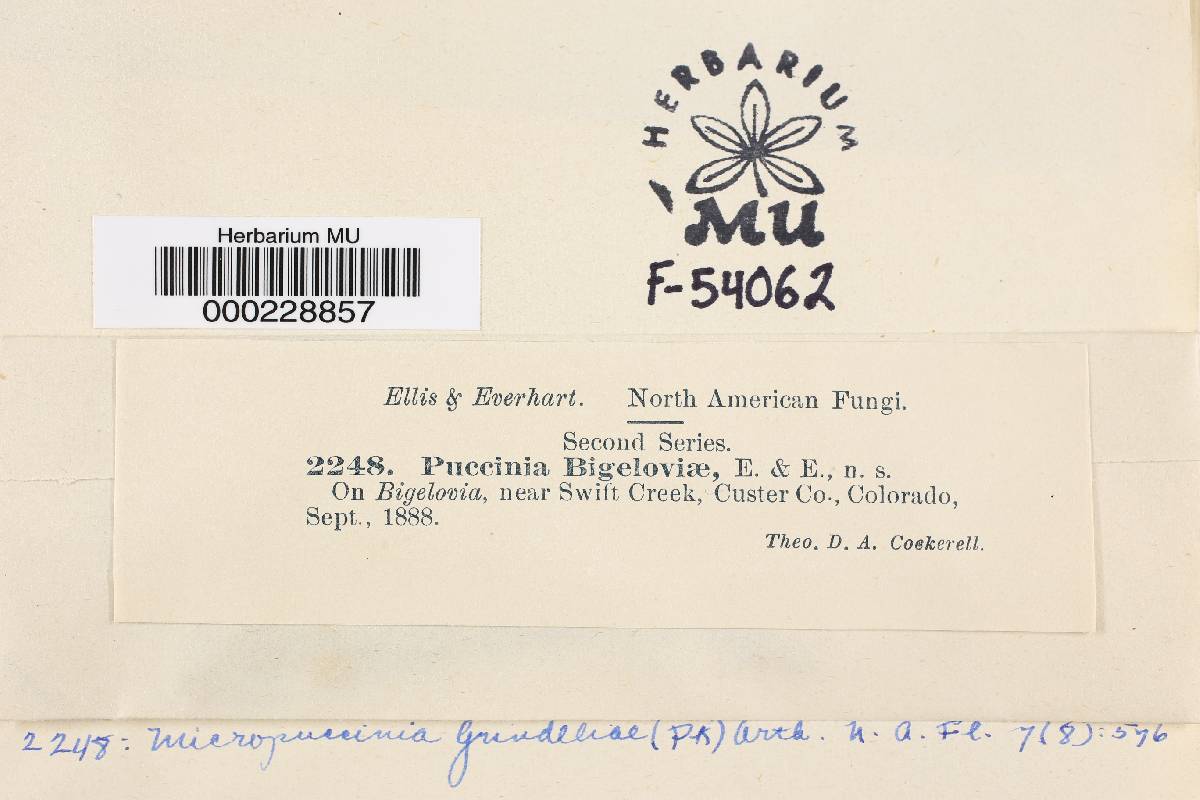 HERBARIUM
MU
F-54062
Herbarium MU
000228857
Ellis & Everhart. North American Fungi.
Second Series.
2248. Puccinia Bigeloviæ, E. & E., n. s.
On Bigelovia, near Swift Creek, Custer Co., Colorado,
Sept., 1888.
Theo. D. A. Cockerell.
2248: Micropuccinia Grindeliae (Pk) Arth. N. A. Fl. 7(8):576